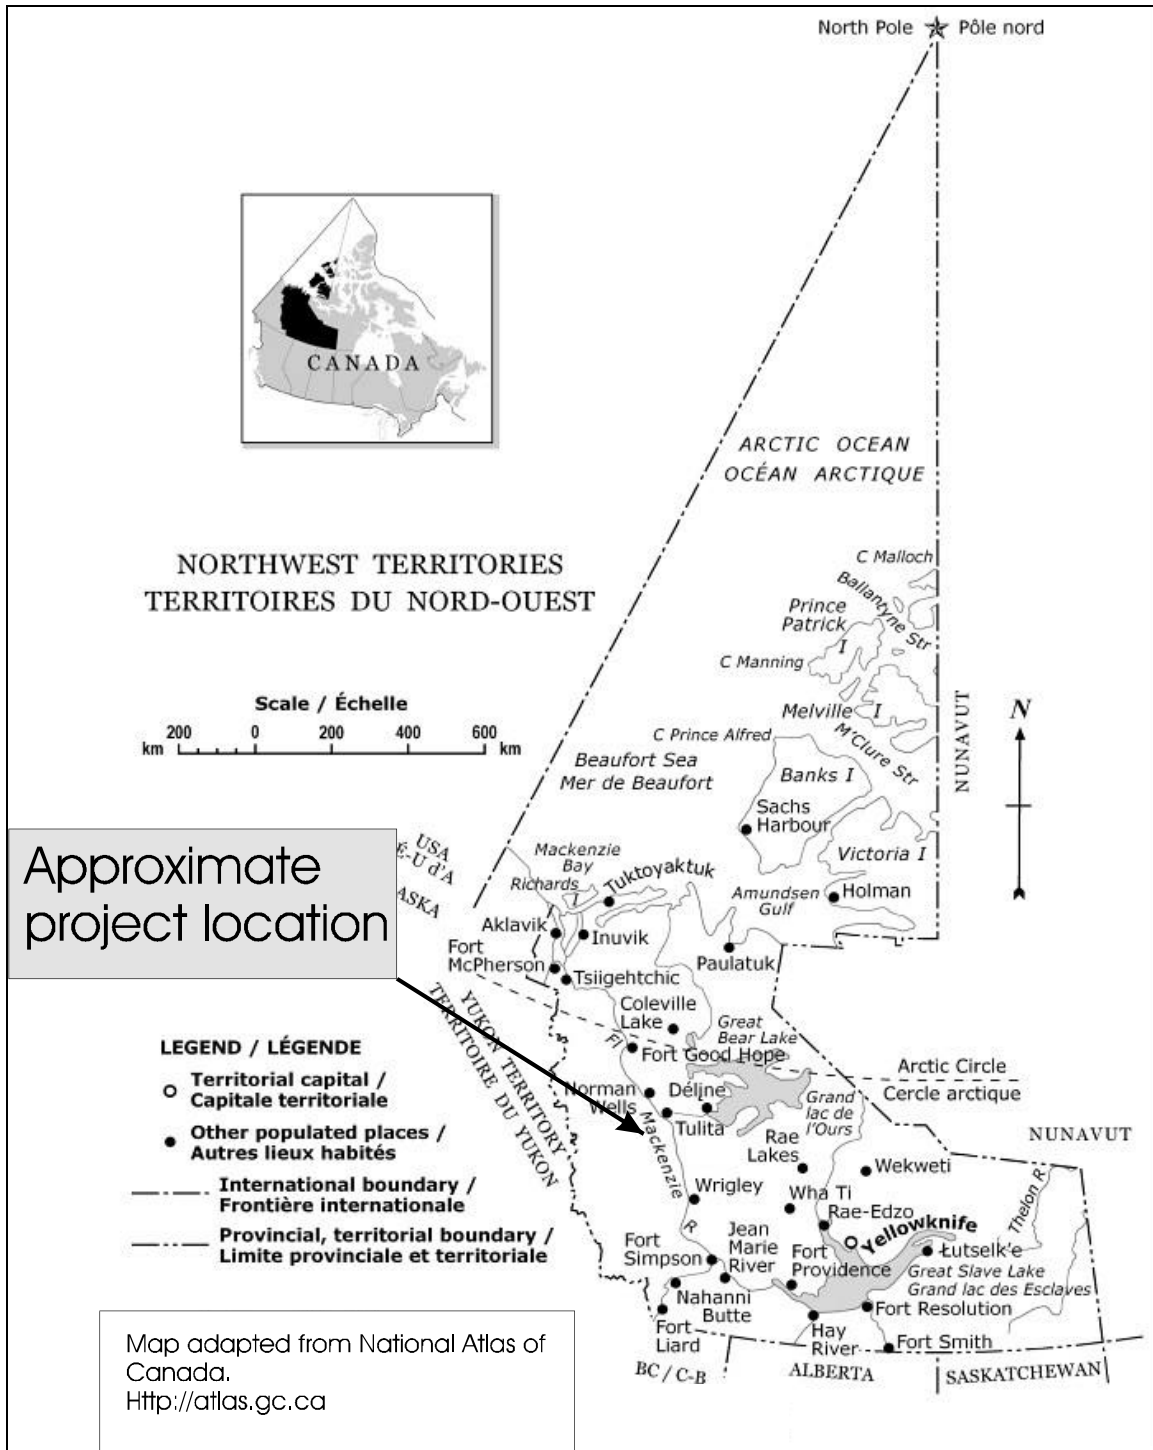 North Pole Pôle nord
CANADA
ARCTIC OCEAN
OCÉAN ARCTIQUE
NORTHWEST TERRITORIES
TERRITOIRES DU NORD-OUEST
C Malloch
Ballantyne Str
Prince
Patrick
I
C Manning
Melville I
M'Clure Str
NUNAVUT
N
Scale / Échelle
200 0 200 400 600
km km
C Prince Alfred
Beaufort Sea
Mer de Beaufort
Banks I
Sachs
Harbour
Victoria I
USA
É-U d'A
ASKA
Approximate
project location
Mackenzie
Bay
Richards I
Tuktoyaktuk
Amundsen
Gulf
Holman
Aklavik
Inuvik
Fort
McPherson
Tsiigehtchic
Paulatuk
YUKON TERRITORY
TERRITOIRE DU YUKON
Coleville
Lake
Great
Bear Lake
Fl
Fort Good Hope
Arctic Circle
Cercle arctique
LEGEND / LÉGENDE
Territorial capital /
Capitale territoriale
Other populated places /
Autres lieux habités
International boundary /
Frontière internationale
Provincial, territorial boundary /
Limite provinciale et territoriale
Norman
Wells
Déline
Tulita
Grand
lac de
l'Ours
Mackenzie
R
Rae
Lakes
Wekweti
NUNAVUT
Thelon R
Wrigley
Wha Ti
Rae-Edzo
Yellowknife
Fort
Simpson
Jean
Marie
River
Fort
Providence
Łutselk'e
Great Slave Lake
Grand lac des Esclaves
Nahanni
Butte
Fort Resolution
Fort
Liard
Hay
River
Fort Smith
BC / C-B
ALBERTA
SASKATCHEWAN
Map adapted from National Atlas of
Canada.
Http://atlas.gc.ca